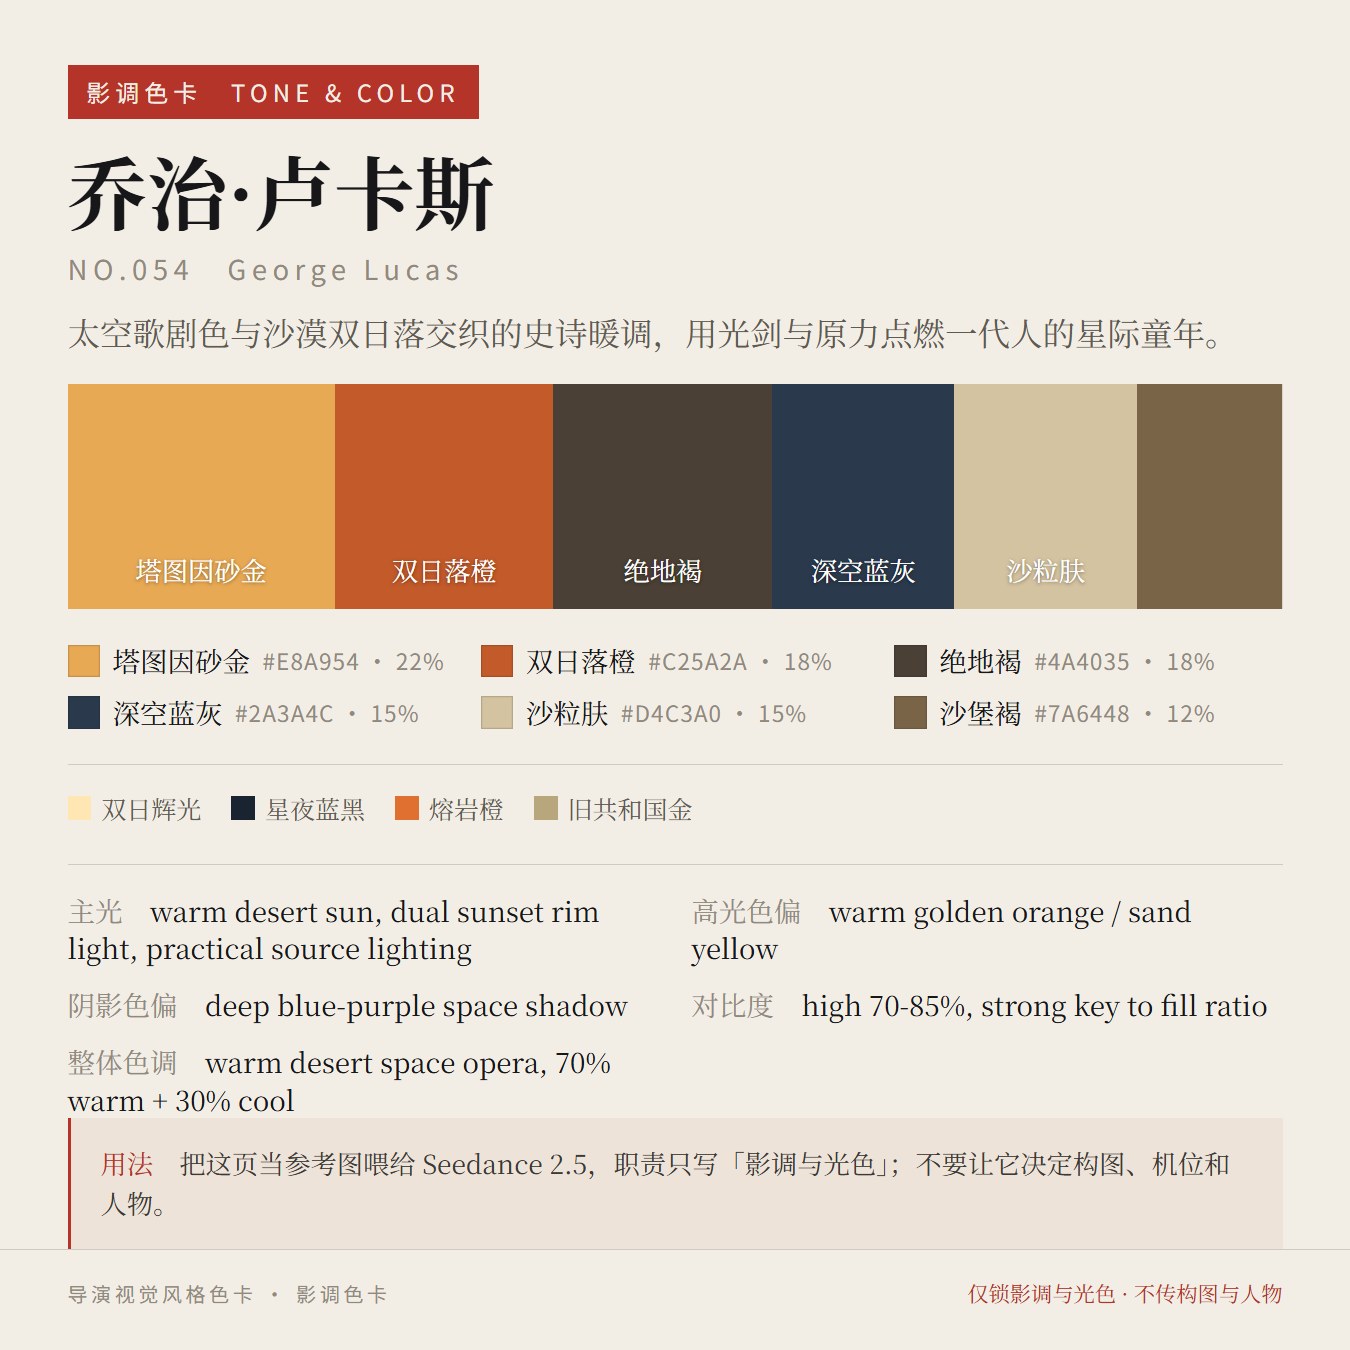 影调色卡 TONE & COLOR
乔治·卢卡斯
NO.054 George Lucas
太空歌剧色与沙漠双日落交织的史诗暖调，用光剑与原力点燃一代人的星际童年。
塔图因砂金 双日落橙 绝地褐 深空蓝灰 沙粒肤
塔图因砂金 #E8A954 · 22% 双日落橙 #C25A2A · 18% 绝地褐 #4A4035 · 18%
深空蓝灰 #2A3A4C · 15% 沙粒肤 #D4C3A0 · 15% 沙堡褐 #7A6448 · 12%
双日辉光 星夜蓝黑 熔岩橙 旧共和国金
主光 warm desert sun, dual sunset rim
light, practical source lighting
高光色偏 warm golden orange / sand
yellow
阴影色偏 deep blue-purple space shadow
对比度 high 70-85%, strong key to fill ratio
整体色调 warm desert space opera, 70%
warm + 30% cool
用法 把这页当参考图喂给 Seedance 2.5，职责只写「影调与光色」；不要让它决定构图、机位和
人物。
导演视觉风格色卡 · 影调色卡
仅锁影调与光色 · 不传构图与人物